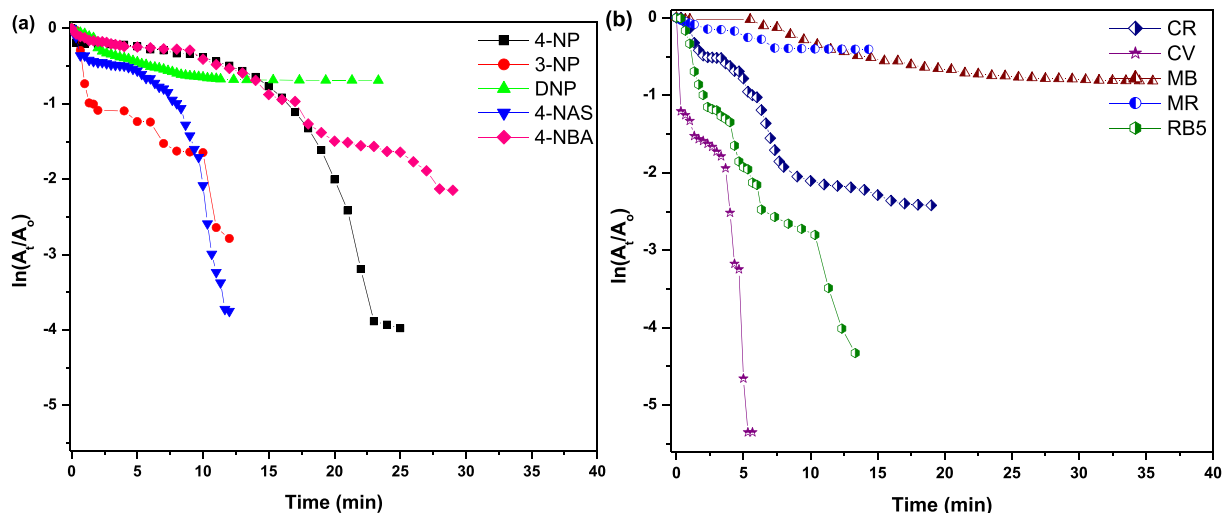 (a)
4-NP
3-NP
DNP
4-NAS
4-NBA
0
-1
-2
-3
-4
-5
ln(At/Ao)
0 5 10 15 20 25 30 35 40
Time (min)
(b)
CR
CV
MB
MR
RB5
0
-1
-2
-3
-4
-5
ln(At/Ao)
0 5 10 15 20 25 30 35 40
Time (min)